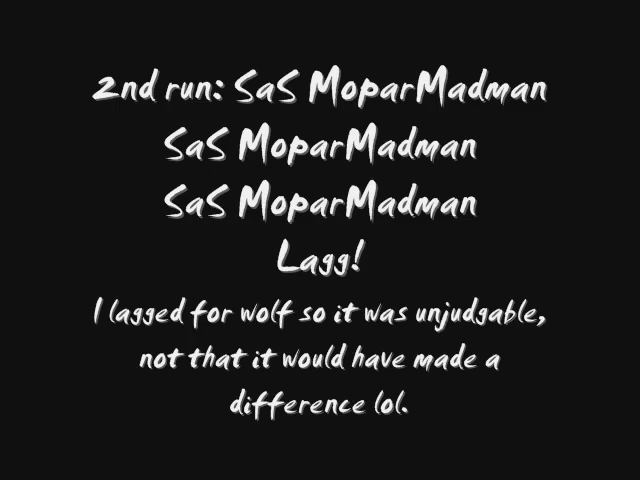 2nd run: SaS MoparMadman
SaS MoparMadman
SaS MoparMadman
Lagg!
I lagged for wolf so it was unjudgable,
not that it would have made a
difference lol.